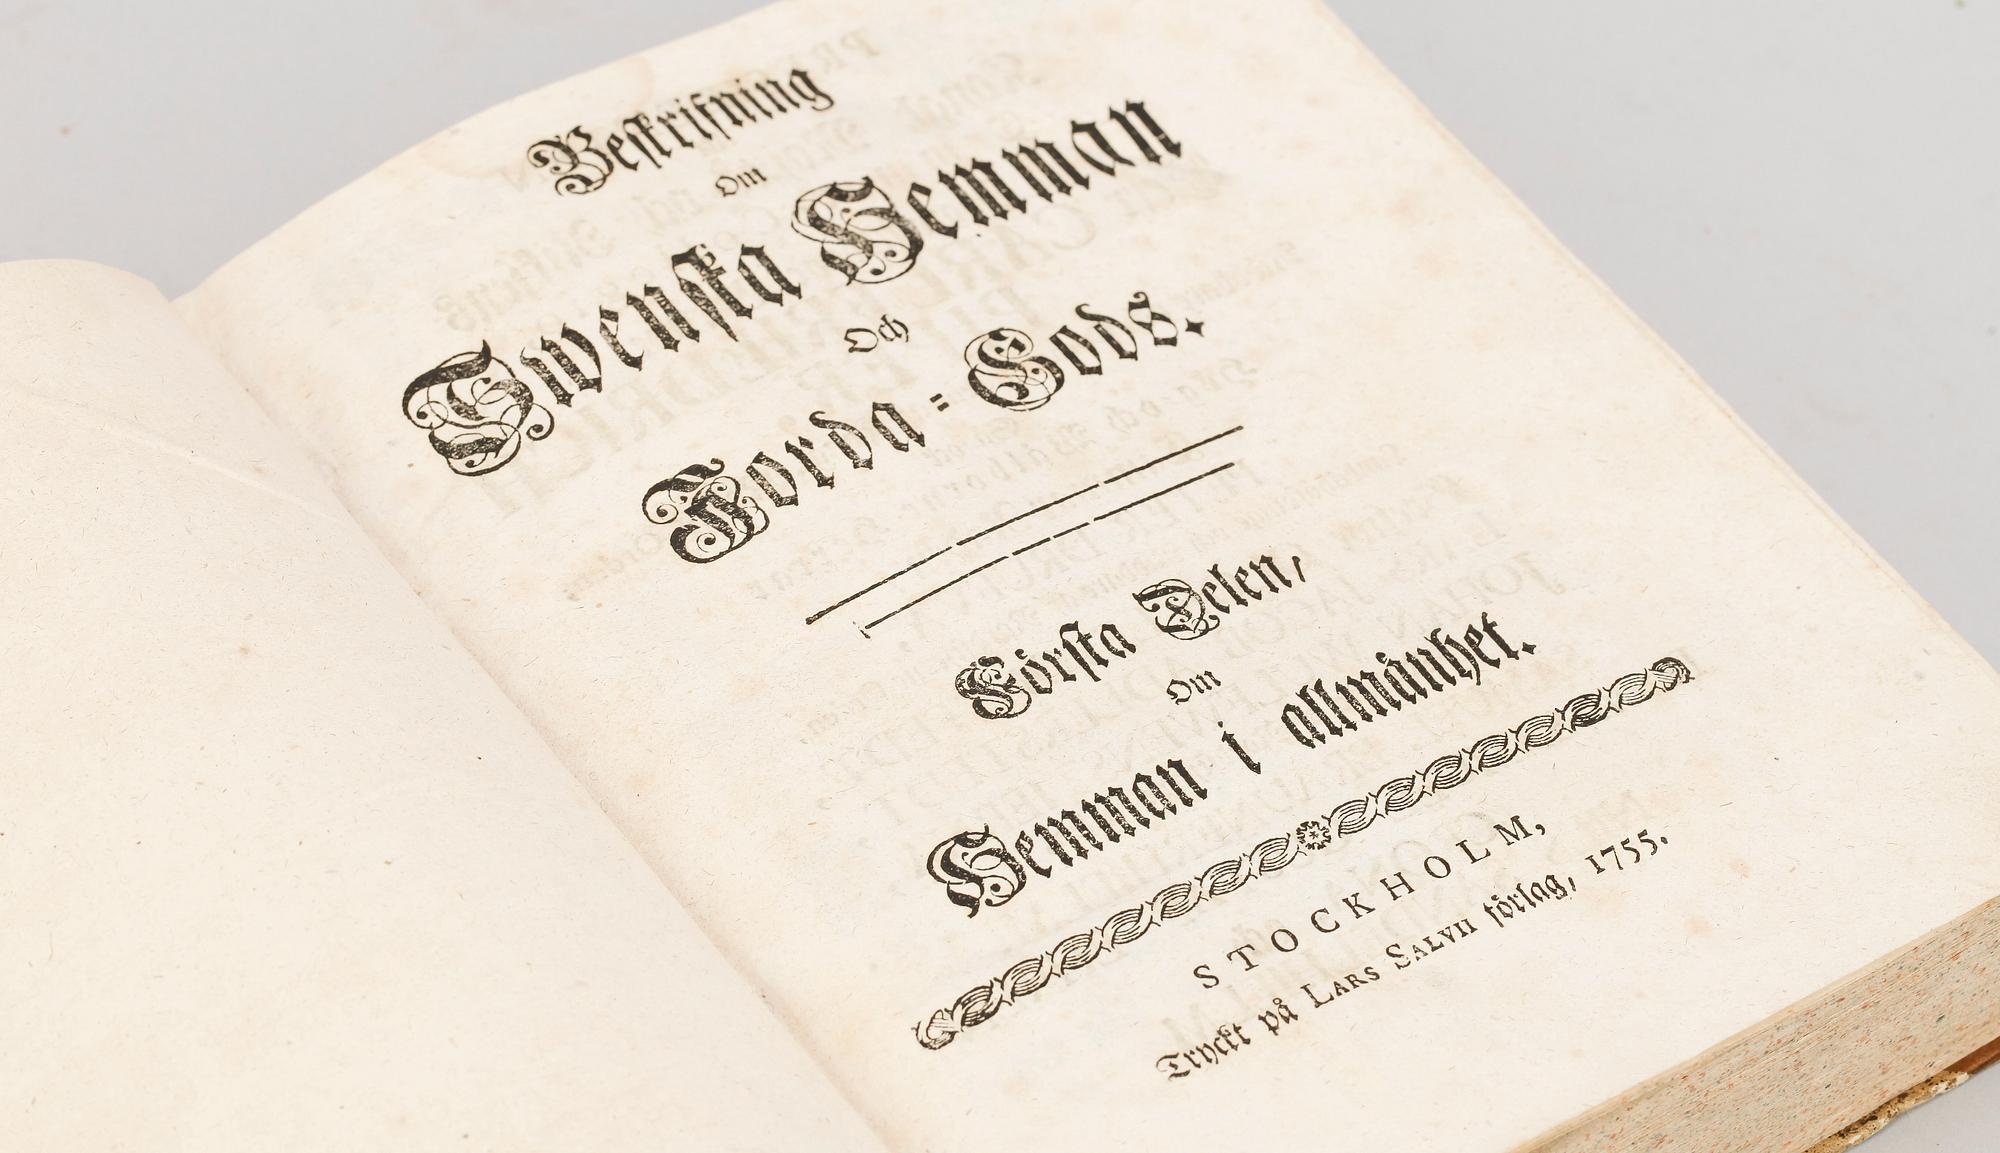 Beskrifning
Om
Swenska Hemman
Och
Jorda=Gods.
Första Delen,
Om
Hemman i allmänhet.
STOCKHOLM,
Tryckt på LARS SALVII förlag, 1755.